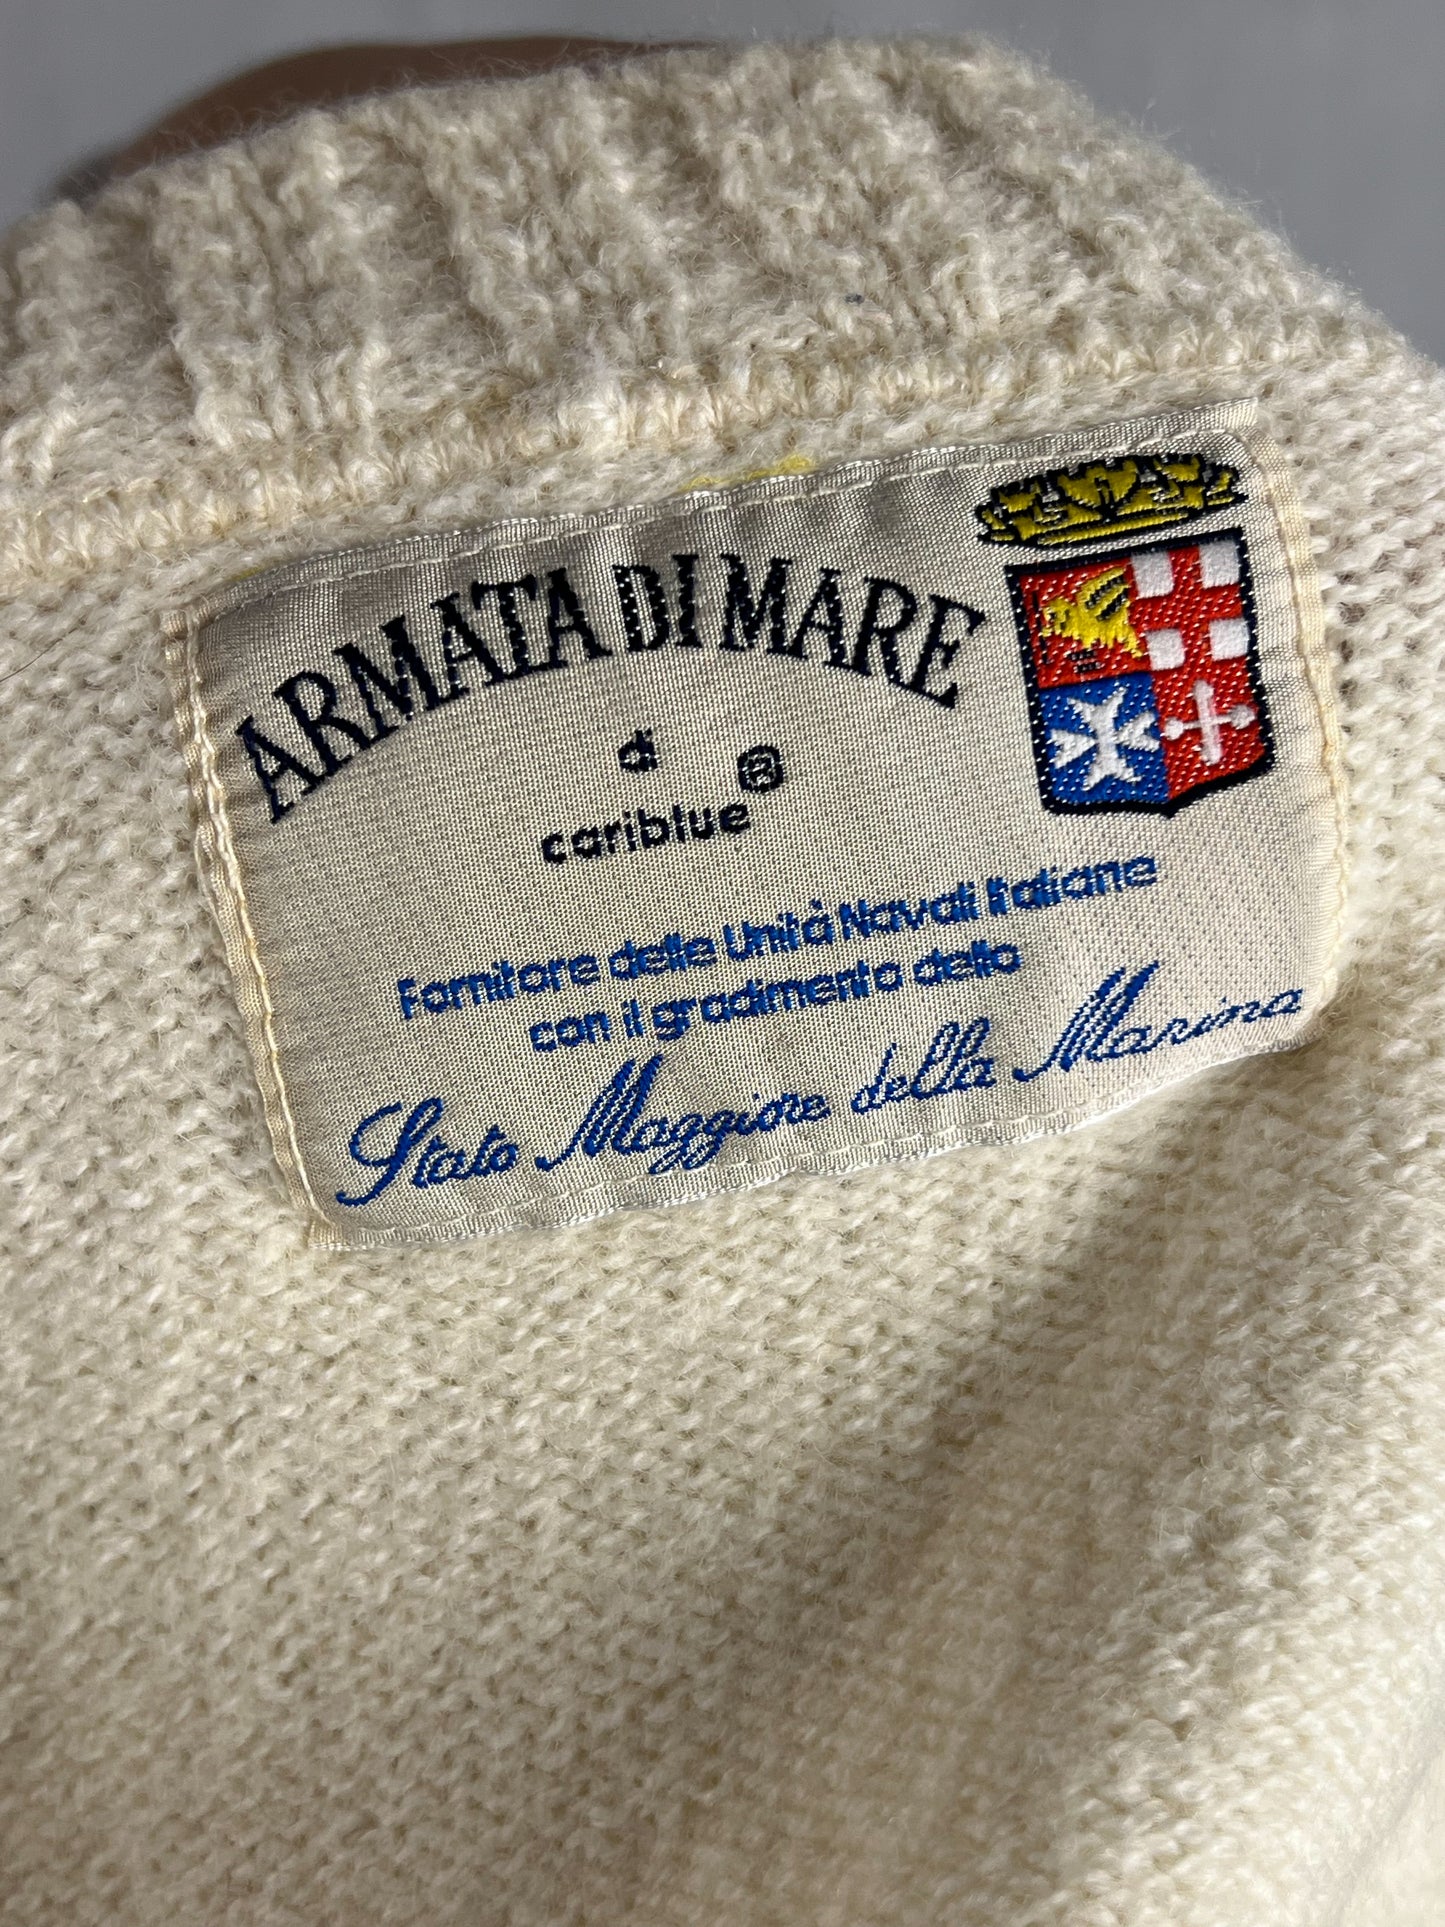 ARMATA DI MARE
di
cariblue®
Fornitore delle Unità Navali Italiane
con il gradimento dello
Stato Maggiore della Marina